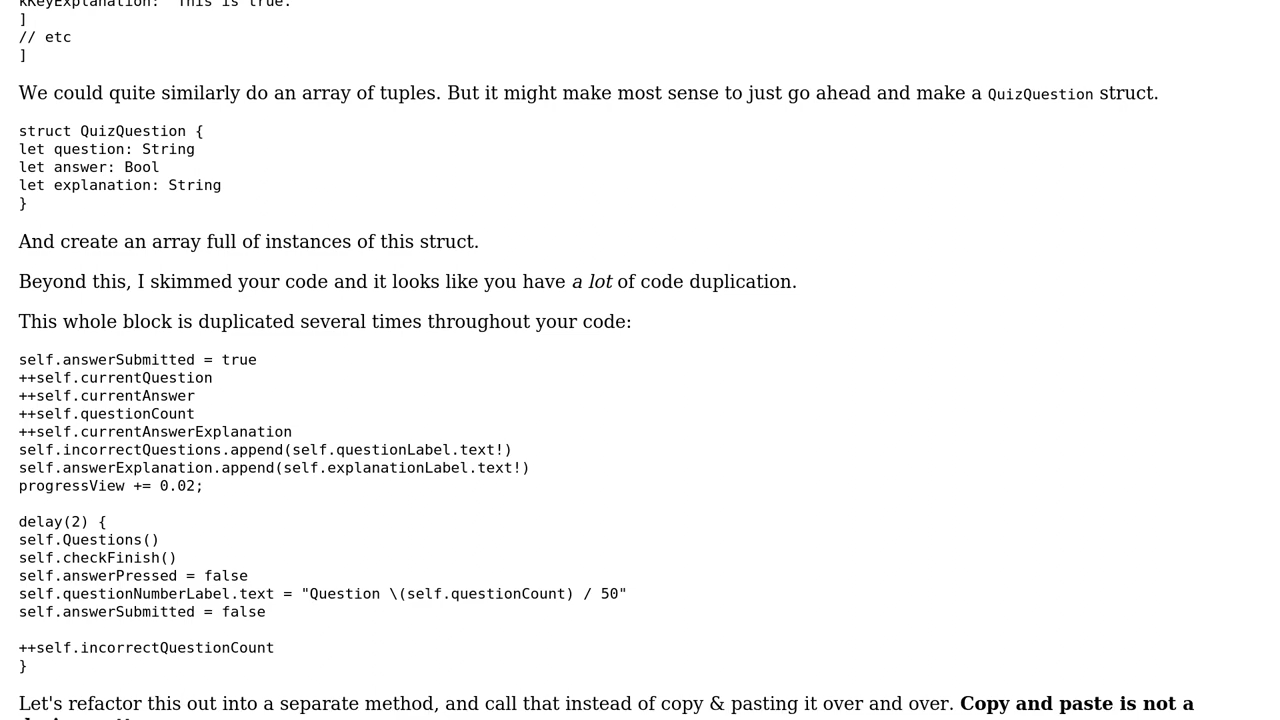 kKeyExplanation: "This is true."
]
// etc
]
We could quite similarly do an array of tuples. But it might make most sense to just go ahead and make a QuizQuestion struct.
struct QuizQuestion {
let question: String
let answer: Bool
let explanation: String
}
And create an array full of instances of this struct.
Beyond this, I skimmed your code and it looks like you have a lot of code duplication.
This whole block is duplicated several times throughout your code:
self.answerSubmitted = true
++self.currentQuestion
++self.currentAnswer
++self.questionCount
++self.currentAnswerExplanation
self.incorrectQuestions.append(self.questionLabel.text!)
self.answerExplanation.append(self.explanationLabel.text!)
progressView += 0.02;
delay(2) {
self.Questions()
self.checkFinish()
self.answerPressed = false
self.questionNumberLabel.text = "Question \(self.questionCount) / 50"
self.answerSubmitted = false
++self.incorrectQuestionCount
}
Let's refactor this out into a separate method, and call that instead of copy & pasting it over and over. Copy and paste is not a